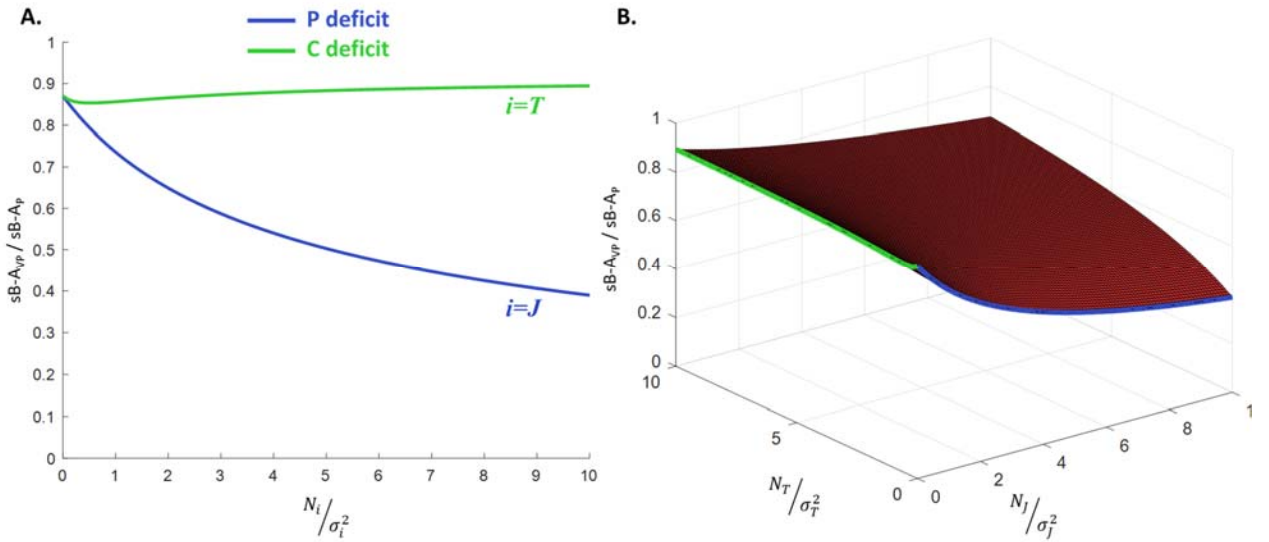 A.
P deficit
C deficit
1
0.9
0.8
0.7
0.6
0.5
0.4
0.3
0.2
0.1
0
sB-A_VP / sB-A_P
i=T
i=J
0 1 2 3 4 5 6 7 8 9 10
N_i/σ_i^2
B.
1
0.8
0.6
0.4
0.2
0
sB-A_VP / sB-A_P
10
5
0
N_T/σ_T^2
0
2
4
6
8
1
N_J/σ_J^2